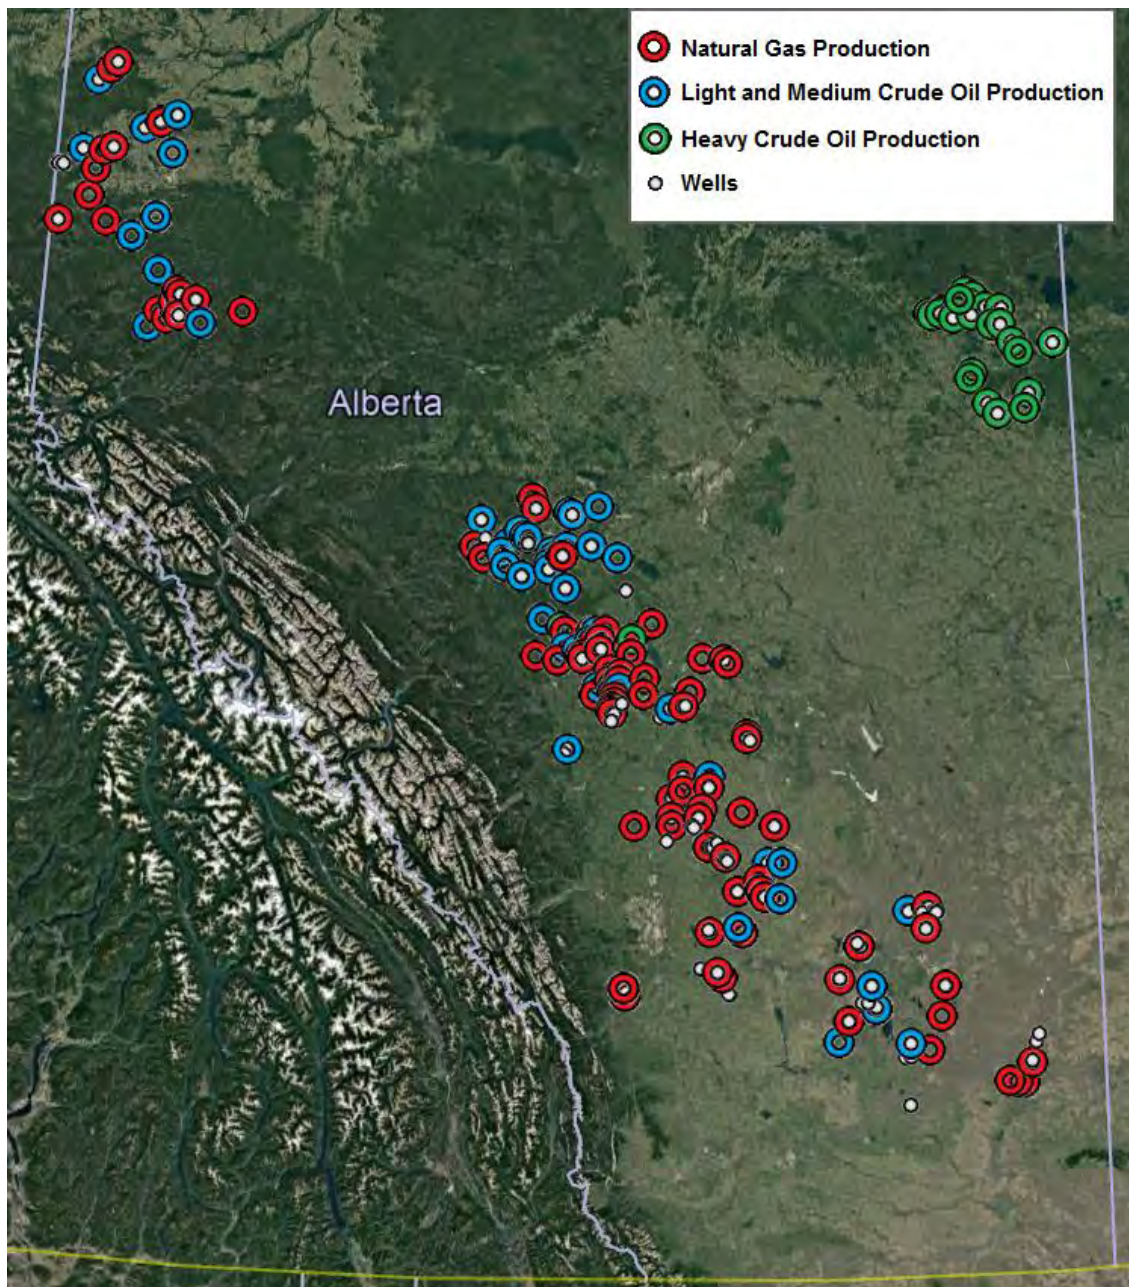 Natural Gas Production
Light and Medium Crude Oil Production
Heavy Crude Oil Production
Wells
Alberta